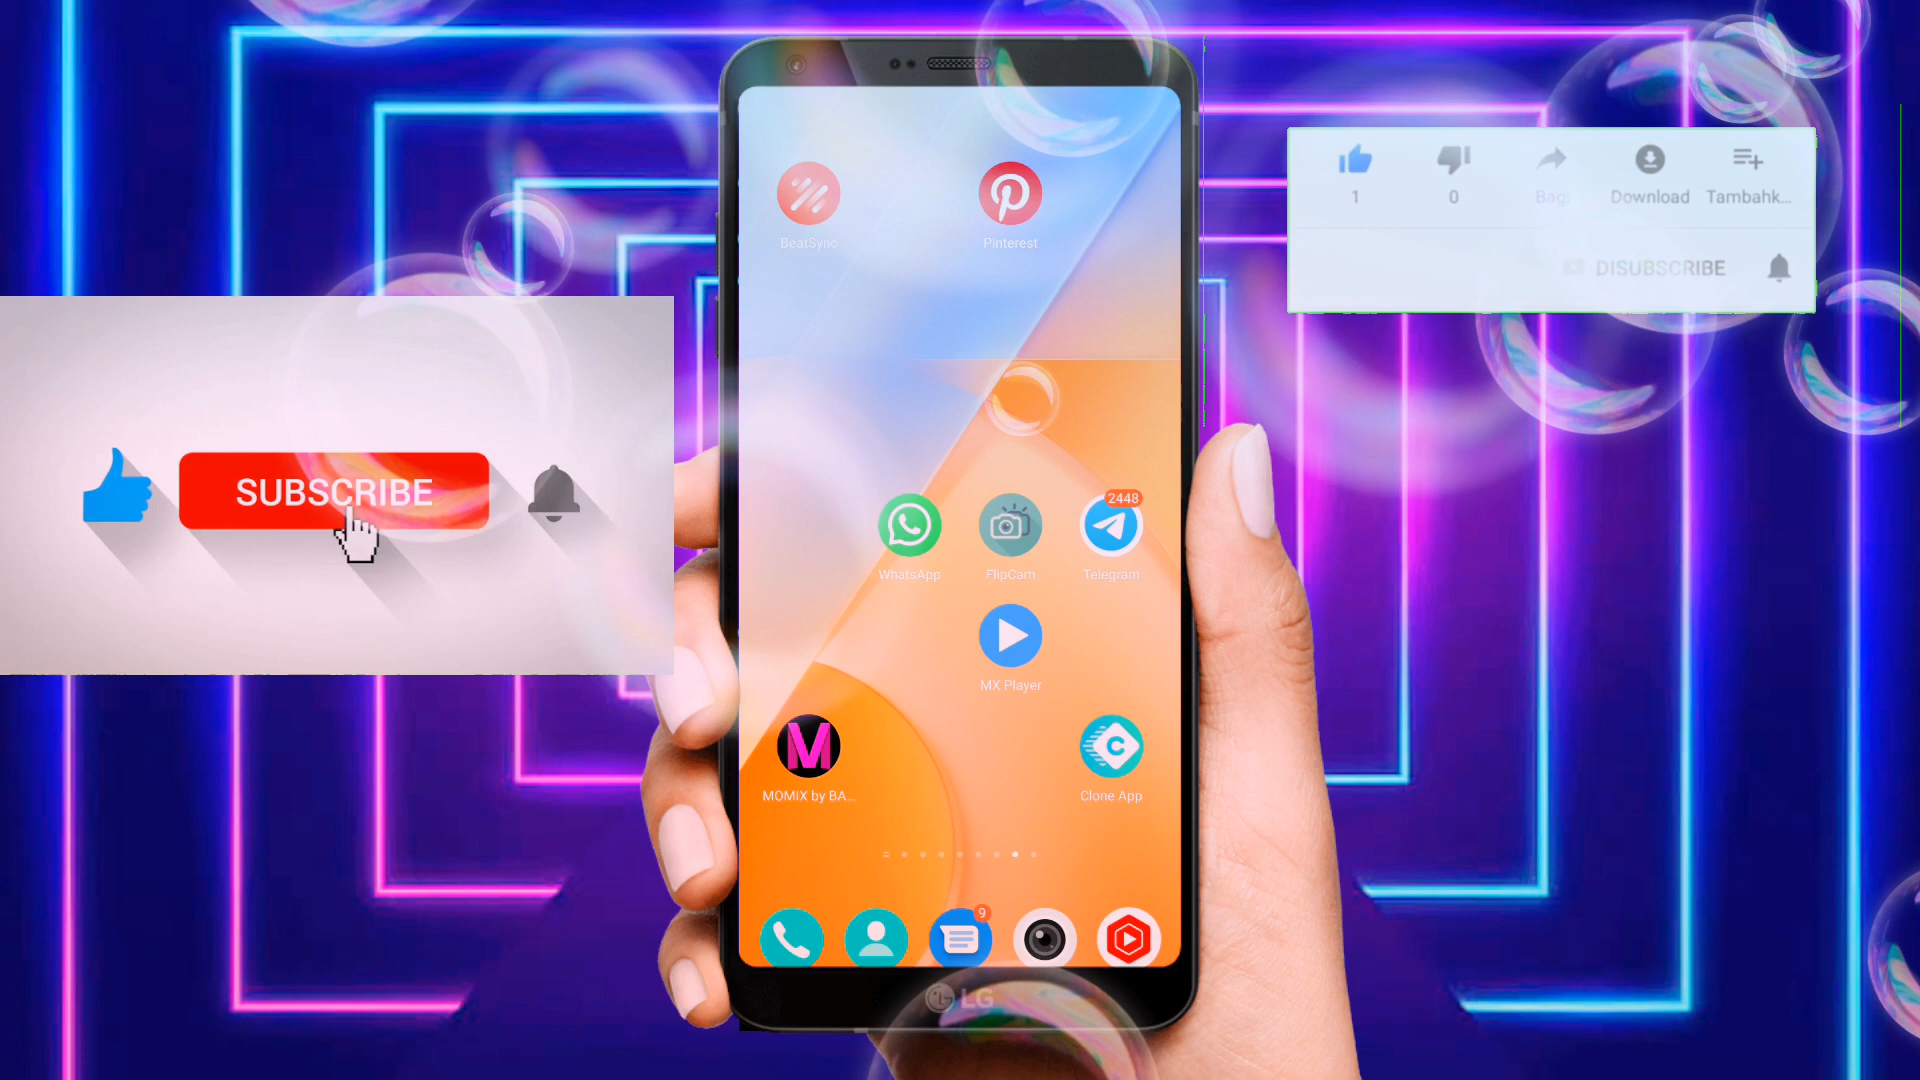 BeatSync
Pinterest
1
0
Bagi
Download
Tambahk...
DISUBSCRIBE
SUBSCRIBE
2448
WhatsApp
FlipCam
Telegram
MX Player
MOMIX by BA...
C
Clone App
9
LG